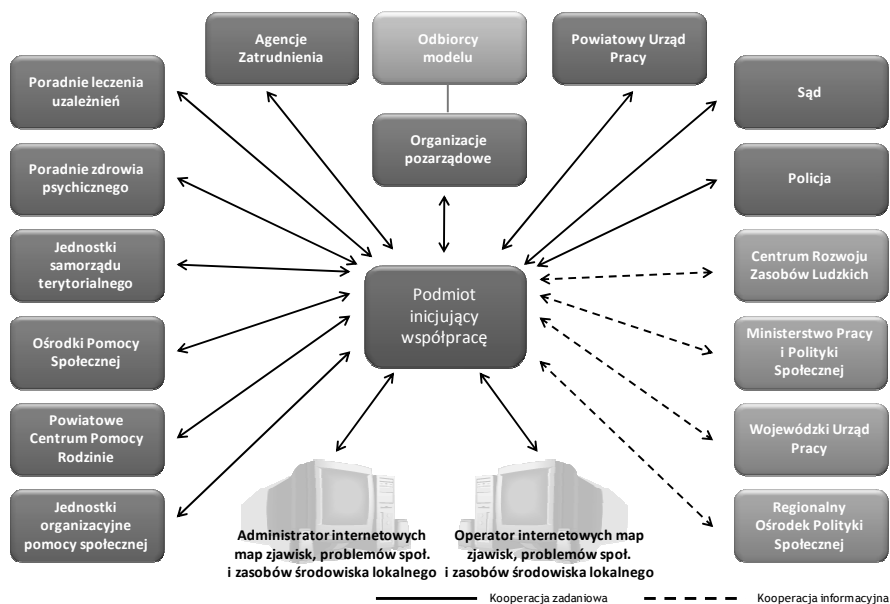 Agencje
Zatrudnienia
Odbiorcy
modelu
Powiatowy Urząd
Pracy
Poradnie leczenia
uzależnień
Sąd
Organizacje
pozarządowe
Poradnie zdrowia
psychicznego
Policja
Jednostki
samorządu
terytorialnego
Centrum Rozwoju
Zasobów Ludzkich
Podmiot
inicjujący
współpracę
Ośrodki Pomocy
Społecznej
Ministerstwo Pracy
i Polityki
Społecznej
Powiatowe
Centrum Pomocy
Rodzinie
Wojewódzki Urząd
Pracy
Jednostki
organizacyjne
pomocy społecznej
Regionalny
Ośrodek Polityki
Społecznej
Administrator internetowych
map zjawisk, problemów społ.
i zasobów środowiska lokalnego
Operator internetowych map
zjawisk, problemów społ.
i zasobów środowiska lokalnego
Kooperacja zadaniowa
Kooperacja informacyjna